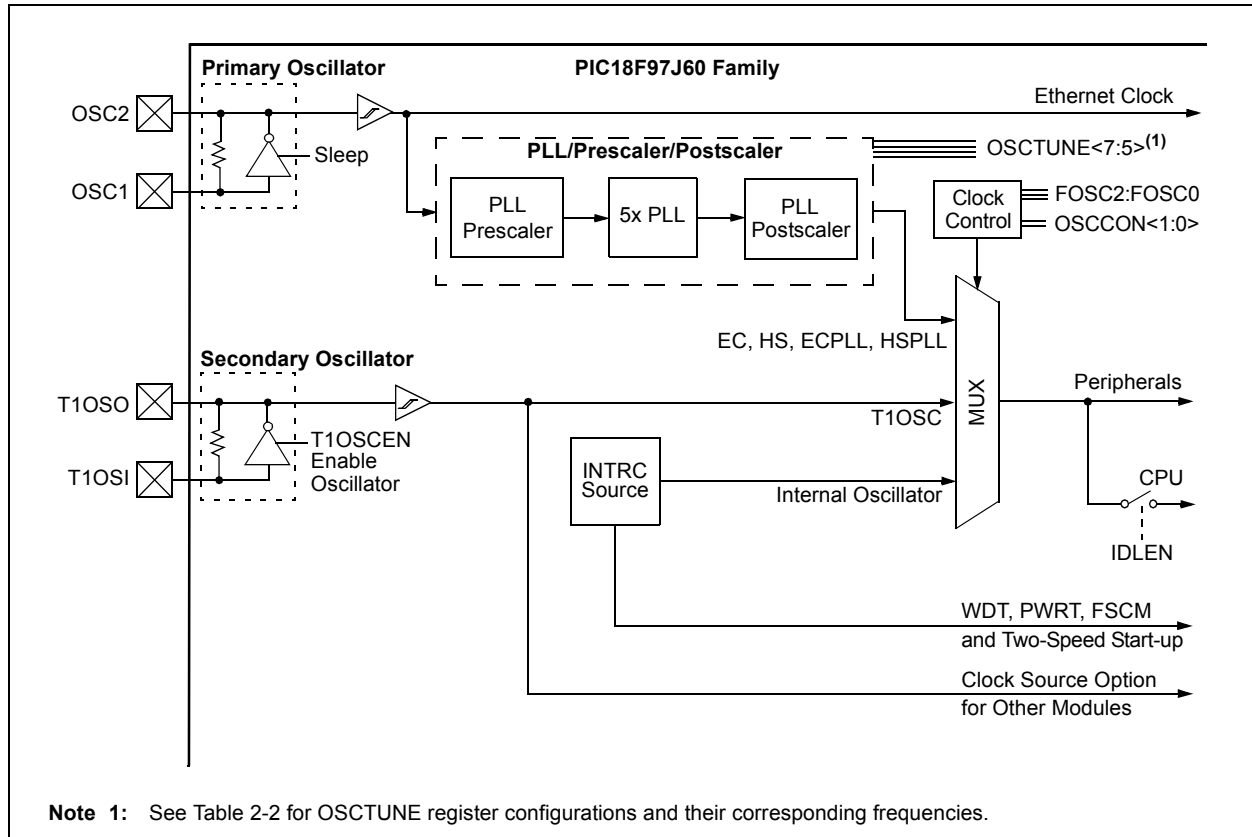 Primary Oscillator
PIC18F97J60 Family
OSC2
Ethernet Clock
Sleep
OSC1
PLL/Prescaler/Postscaler
OSCTUNE<7:5>(1)
PLL
Prescaler
5x PLL
PLL
Postscaler
Clock
Control
FOSC2:FOSC0
OSCCON<1:0>
EC, HS, ECPLL, HSPLL
Secondary Oscillator
T1OSO
T1OSCEN
Enable
Oscillator
T1OSI
T1OSC
MUX
Peripherals
INTRC
Source
Internal Oscillator
CPU
IDLEN
WDT, PWRT, FSCM
and Two-Speed Start-up
Clock Source Option
for Other Modules
Note 1: See Table 2-2 for OSCTUNE register configurations and their corresponding frequencies.